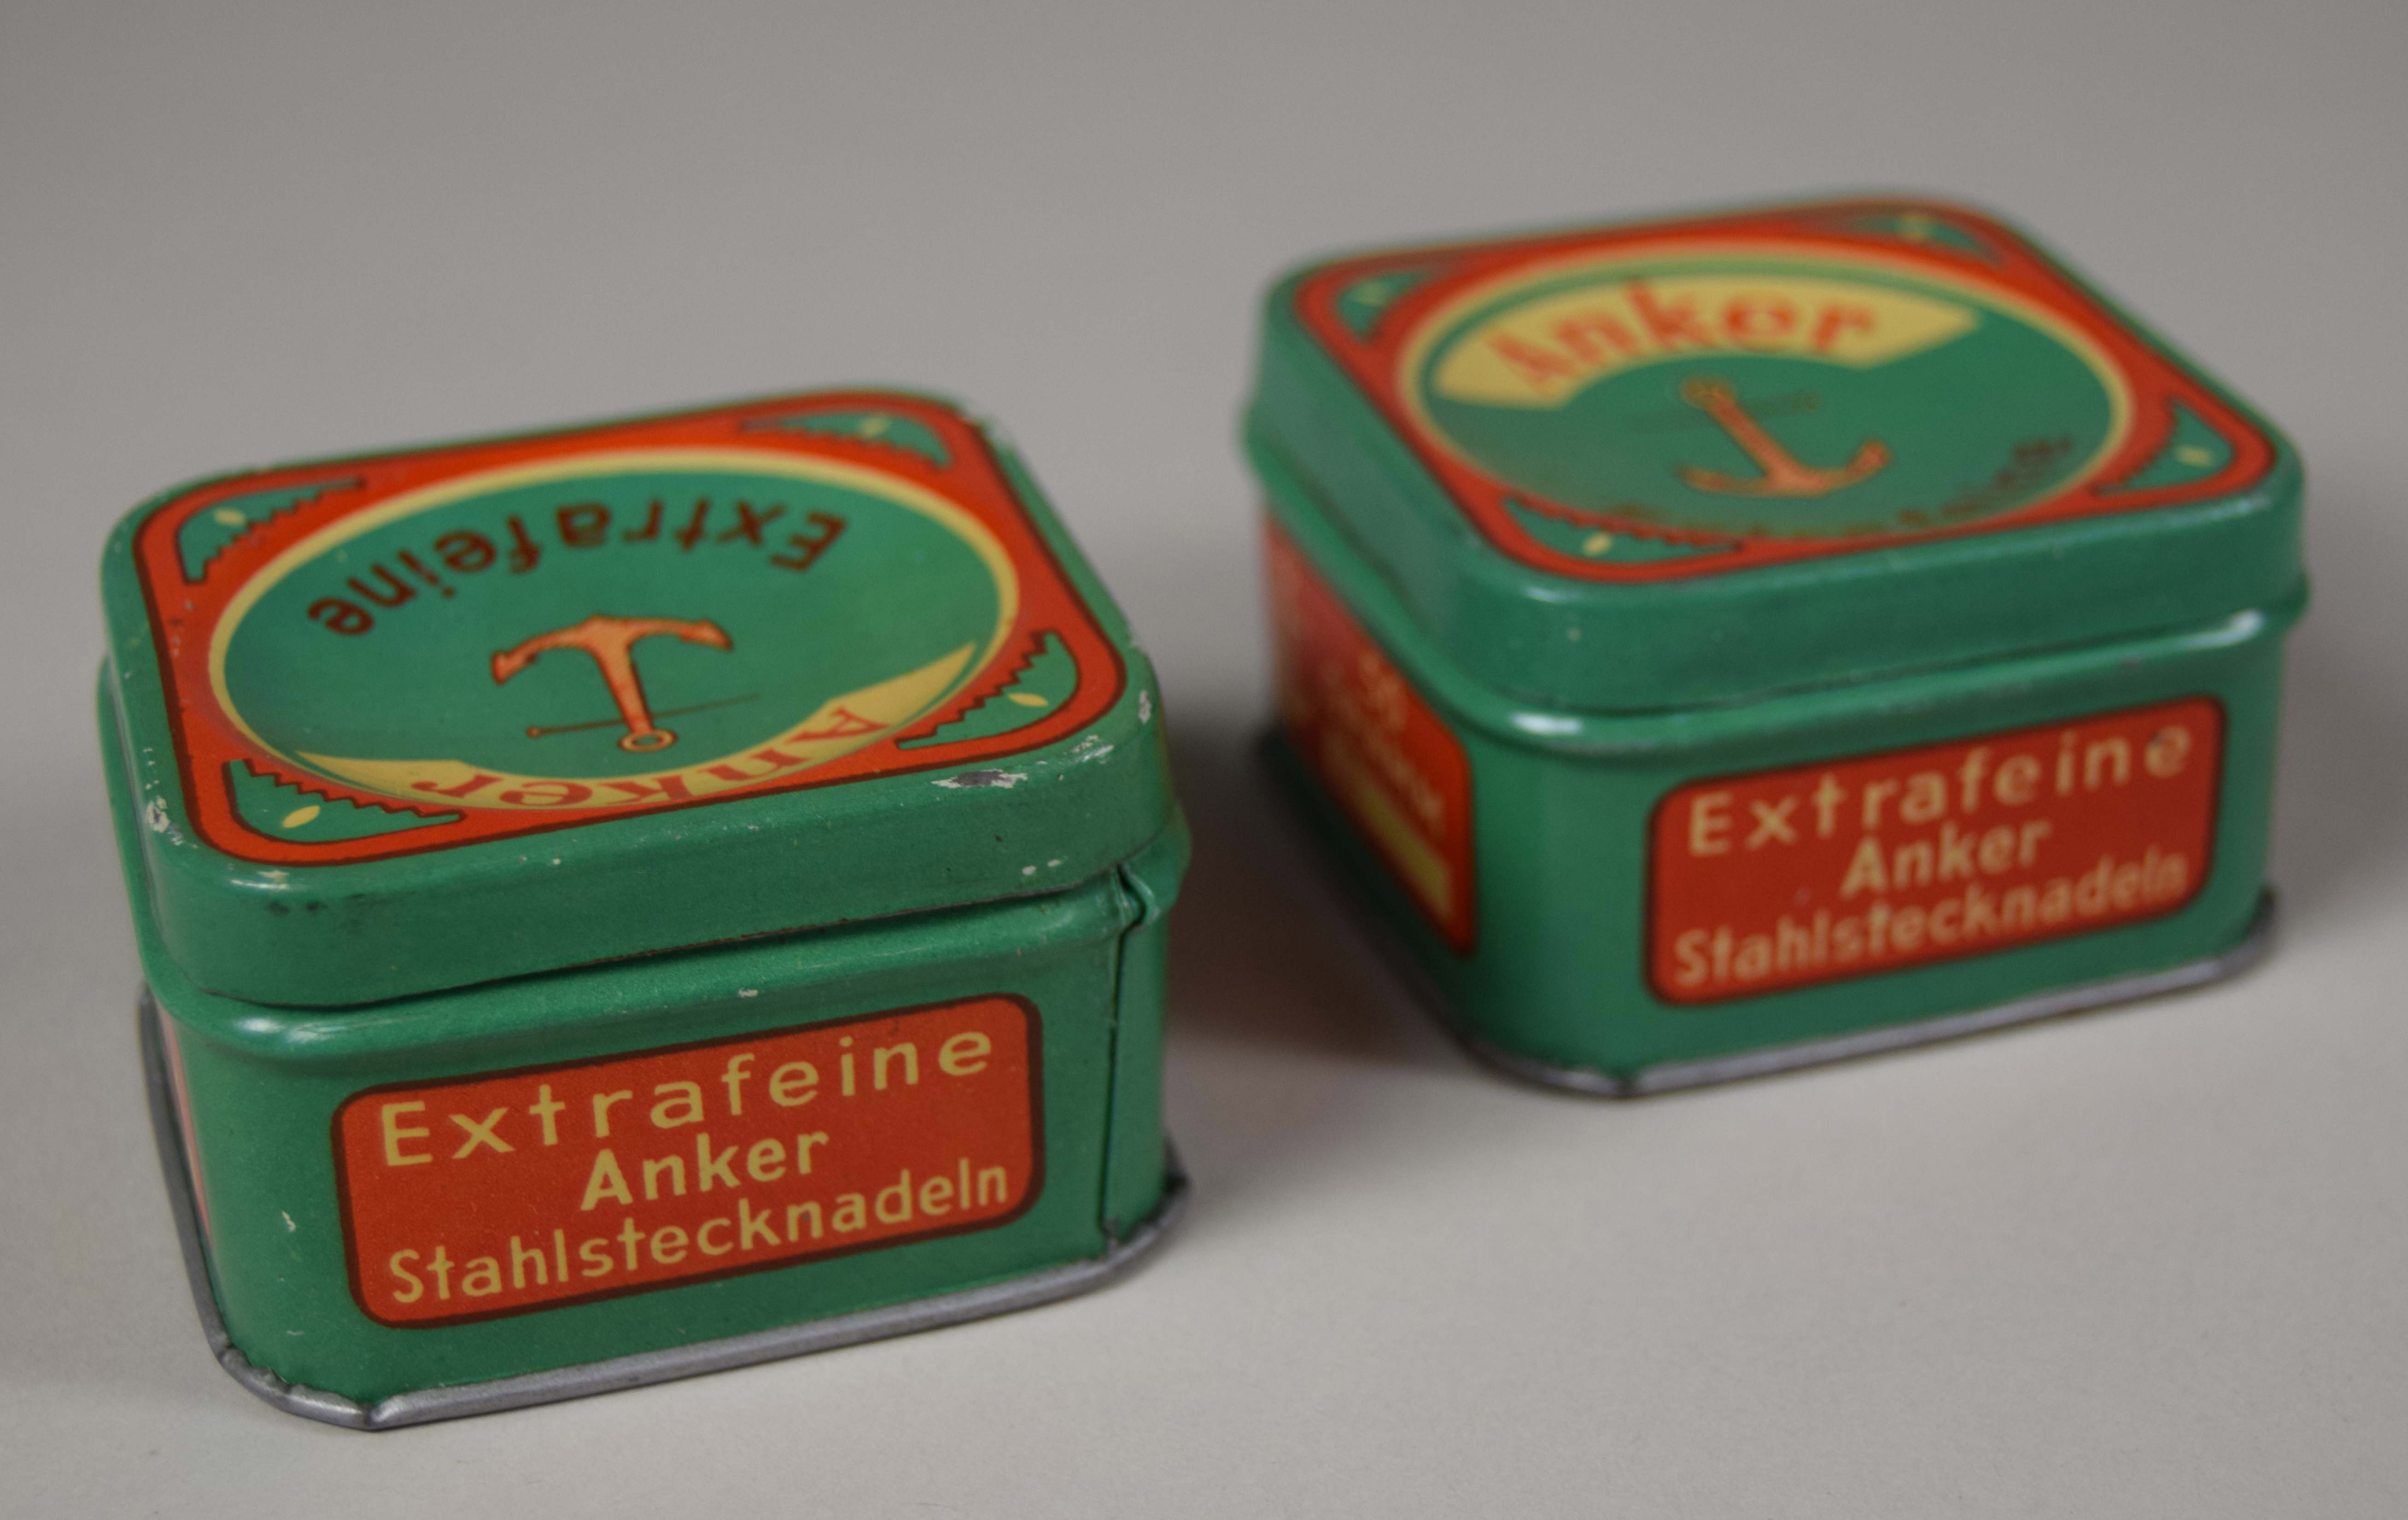 Extrafeine
Anker
Extrafeine
Anker
Stahlstecknadeln
Anker
Extrafeine
Anker
Stahlstecknadeln